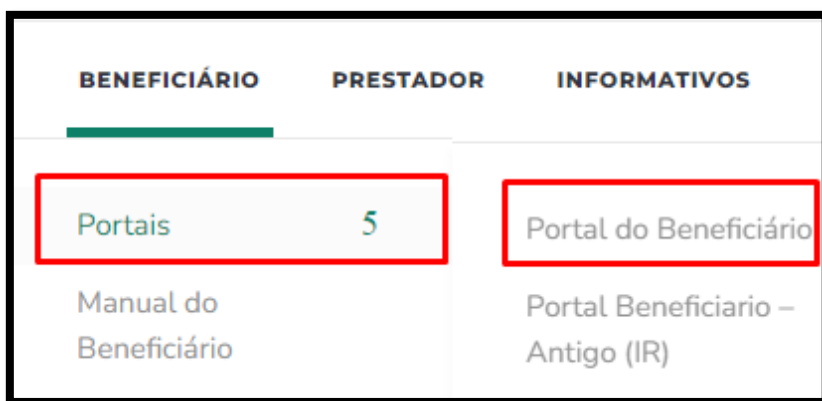 BENEFICIÁRIO PRESTADOR INFORMATIVOS
Portais 5
Manual do
Beneficiário
Portal do Beneficiário
Portal Beneficiario –
Antigo (IR)